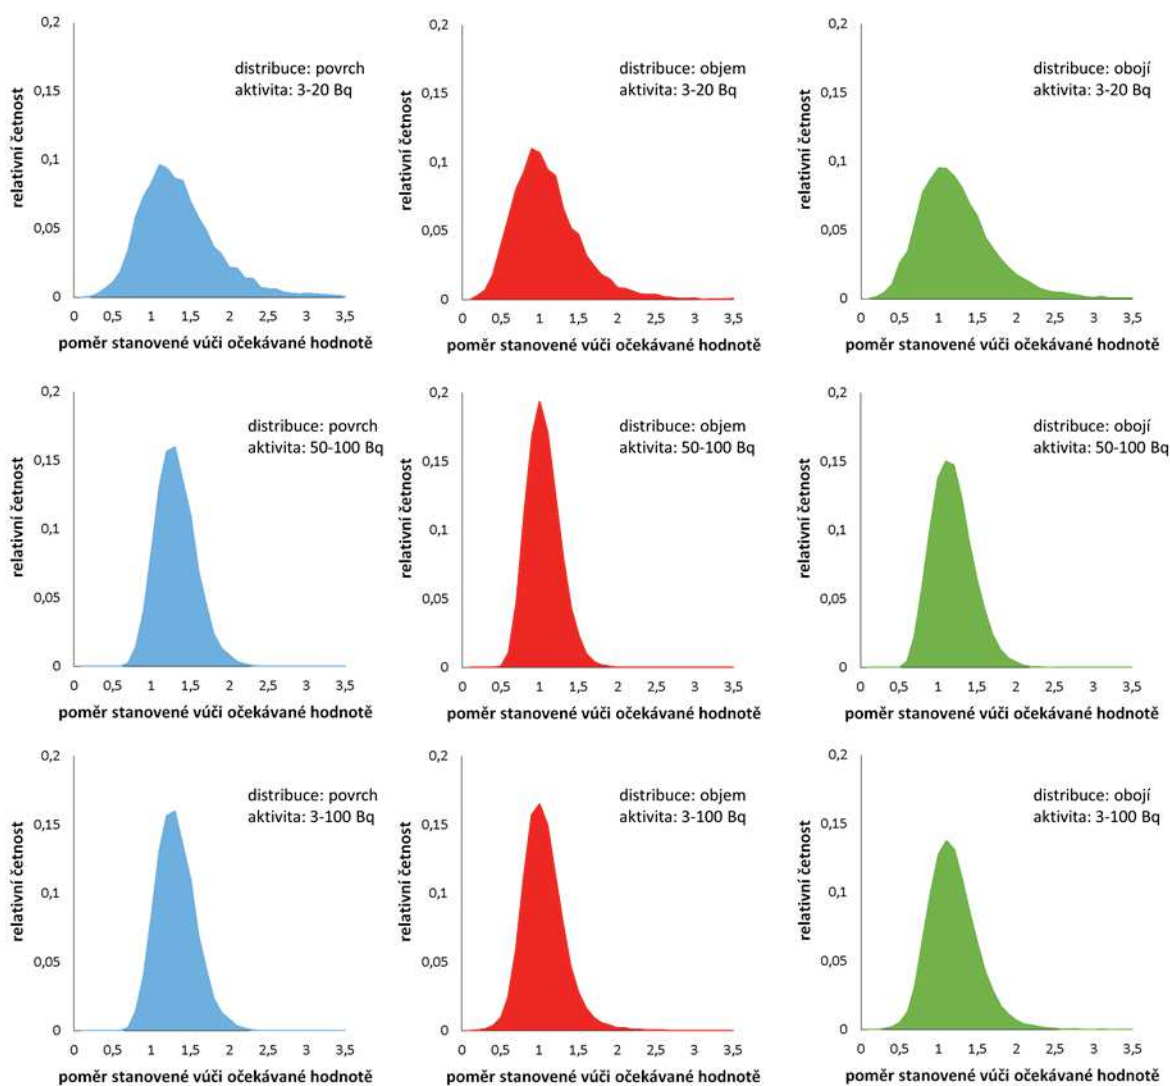 0,2
0,15
0,1
0,05
0
relativní četnost
distribuce: povrch
aktivita: 3-20 Bq
0 0,5 1 1,5 2 2,5 3 3,5
poměr stanovené vúči očekávané hodnotě
0,2
0,15
0,1
0,05
0
relativní četnost
distribuce: objem
aktivita: 3-20 Bq
0 0,5 1 1,5 2 2,5 3 3,5
poměr stanovené vúči očekávané hodnotě
0,2
0,15
0,1
0,05
0
relativní četnost
distribuce: obojí
aktivita: 3-20 Bq
0 0,5 1 1,5 2 2,5 3 3,5
poměr stanovené vúči očekávané hodnotě
0,2
0,15
0,1
0,05
0
relativní četnost
distribuce: povrch
aktivita: 50-100 Bq
0 0,5 1 1,5 2 2,5 3 3,5
poměr stanovené vúči očekávané hodnotě
0,2
0,15
0,1
0,05
0
relativní četnost
distribuce: objem
aktivita: 50-100 Bq
0 0,5 1 1,5 2 2,5 3 3,5
poměr stanovené vúči očekávané hodnotě
0,2
0,15
0,1
0,05
0
relativní četnost
distribuce: obojí
aktivita: 50-100 Bq
0 0,5 1 1,5 2 2,5 3 3,5
poměr stanovené vúči očekávané hodnotě
0,2
0,15
0,1
0,05
0
relativní četnost
distribuce: povrch
aktivita: 3-100 Bq
0 0,5 1 1,5 2 2,5 3 3,5
poměr stanovené vúči očekávané hodnotě
0,2
0,15
0,1
0,05
0
relativní četnost
distribuce: objem
aktivita: 3-100 Bq
0 0,5 1 1,5 2 2,5 3 3,5
poměr stanovené vúči očekávané hodnotě
0,2
0,15
0,1
0,05
0
relativní četnost
distribuce: obojí
aktivita: 3-100 Bq
0 0,5 1 1,5 2 2,5 3 3,5
poměr stanovené vúči očekávané hodnotě